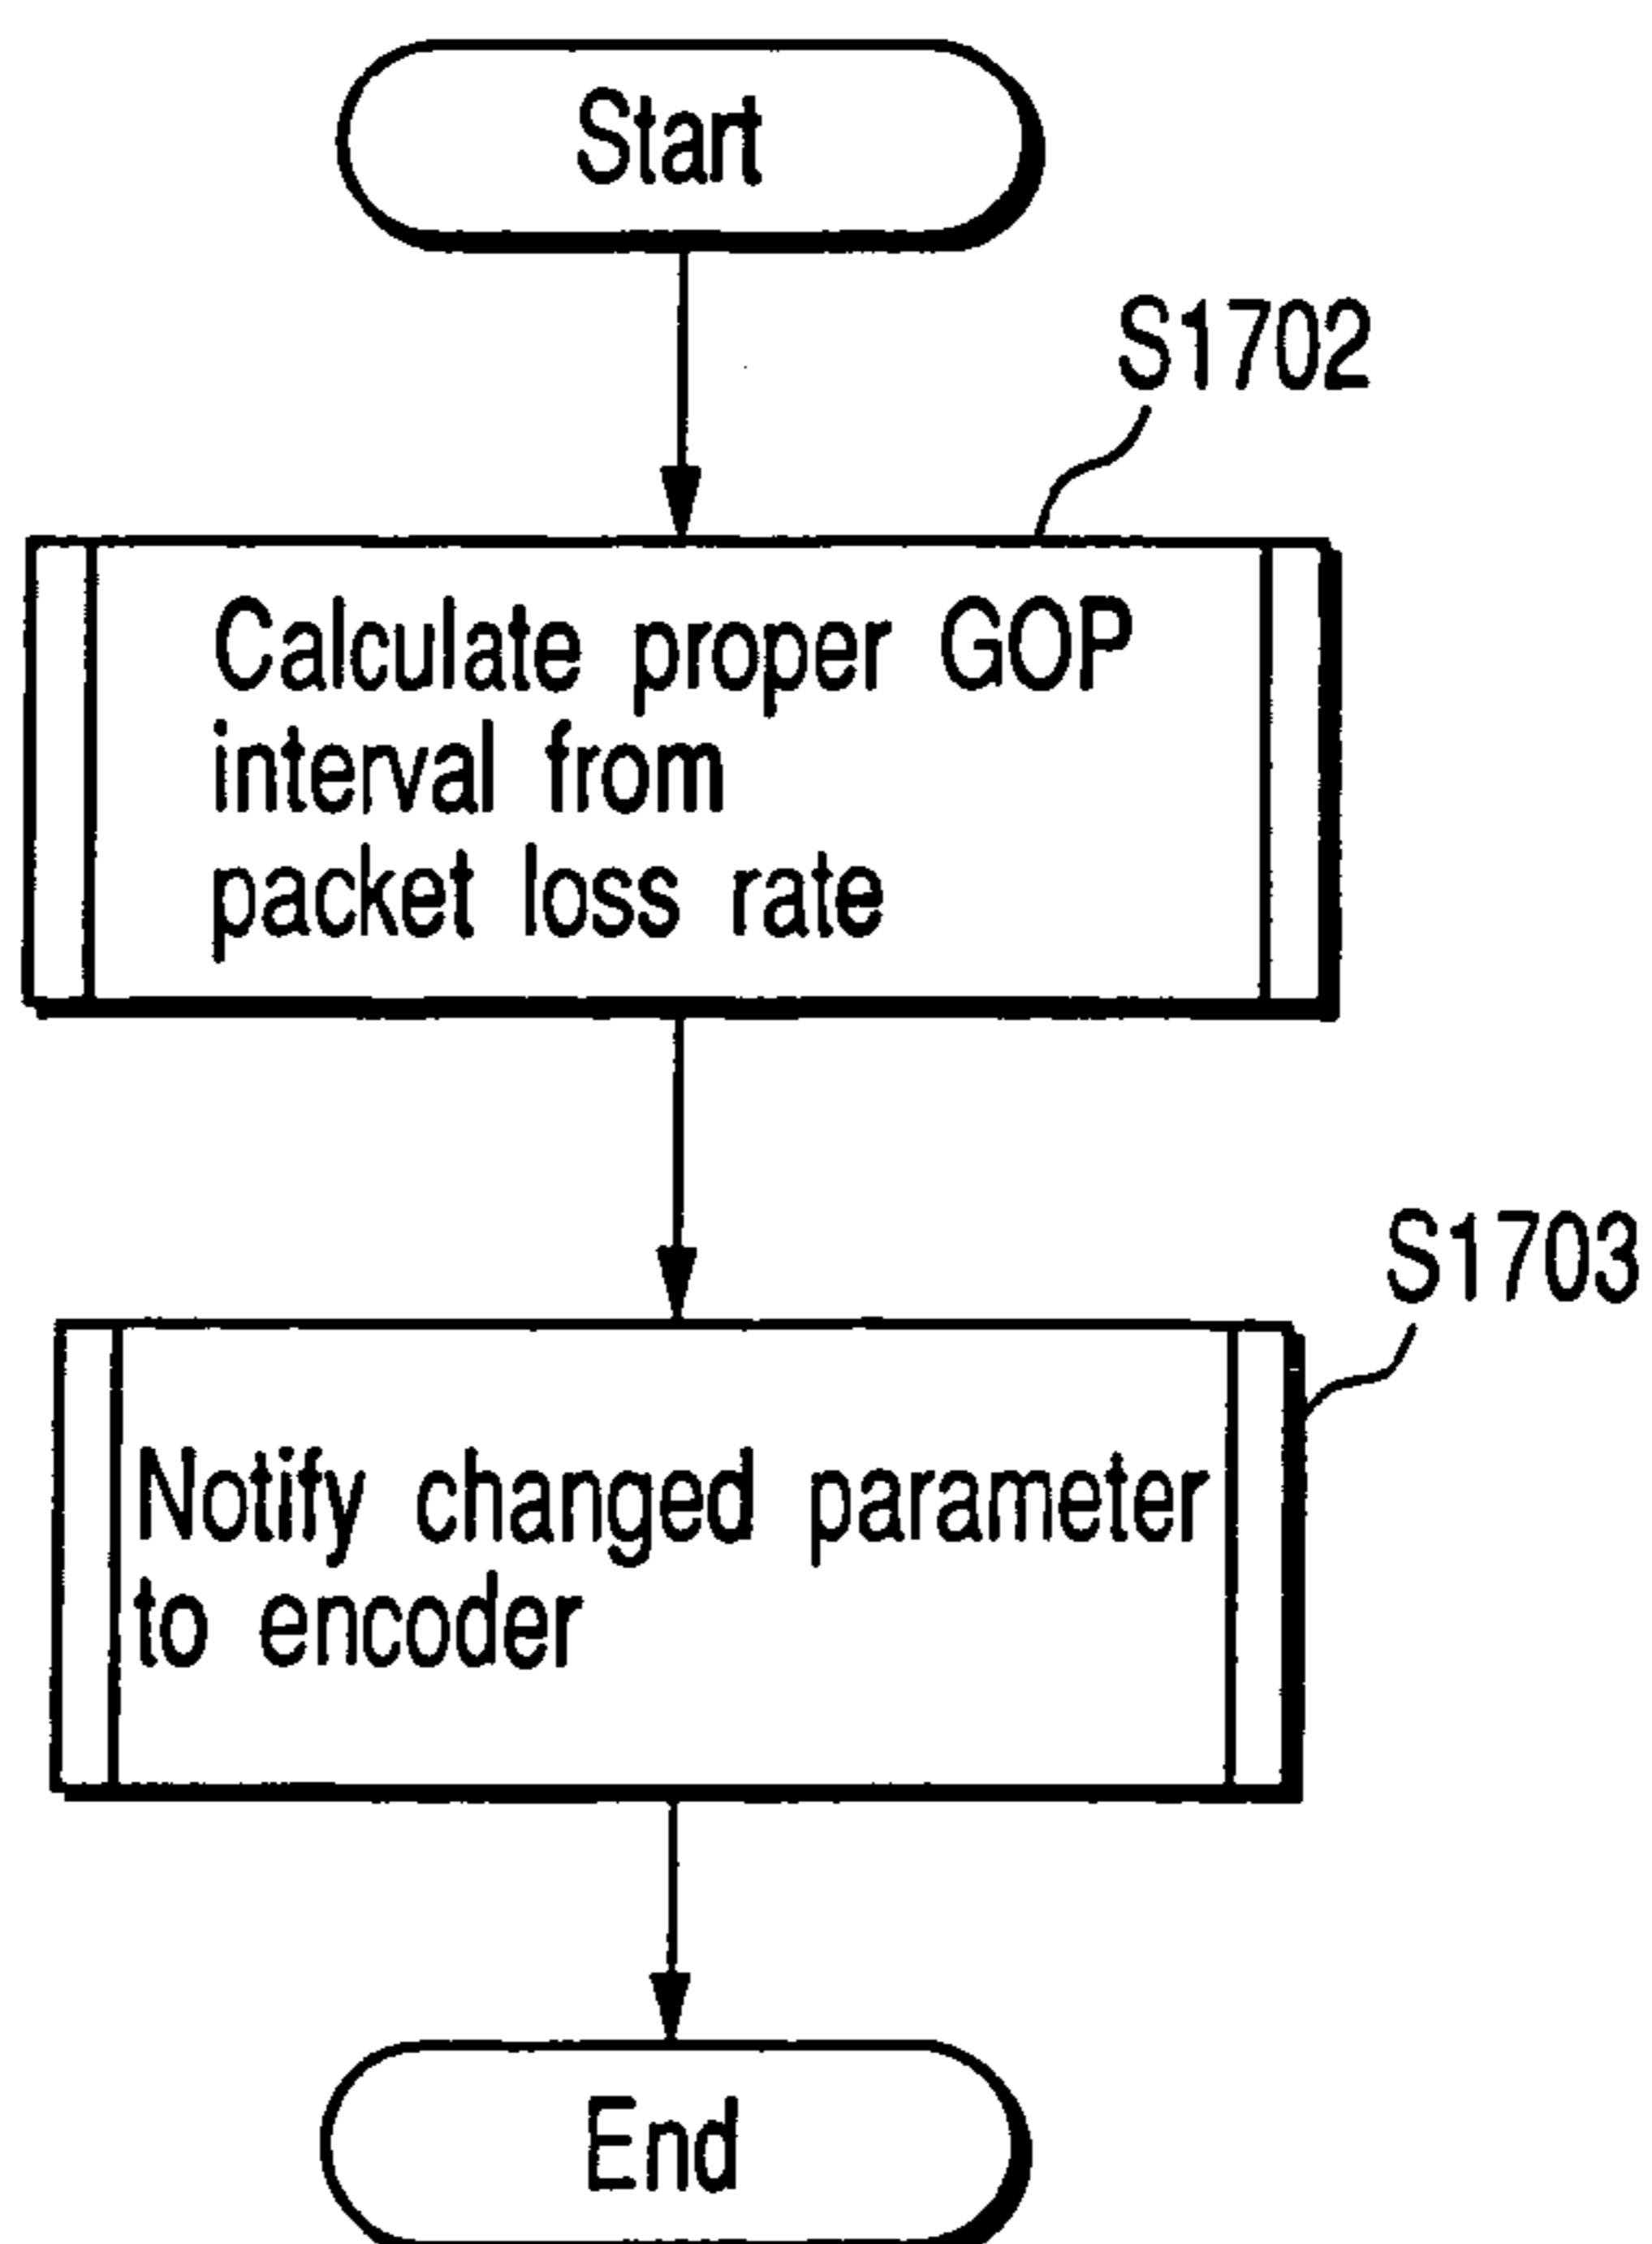 Start
S1702
Calculate proper GOP
interval from
packet loss rate
S1703
Notify changed parameter
to encoder
End